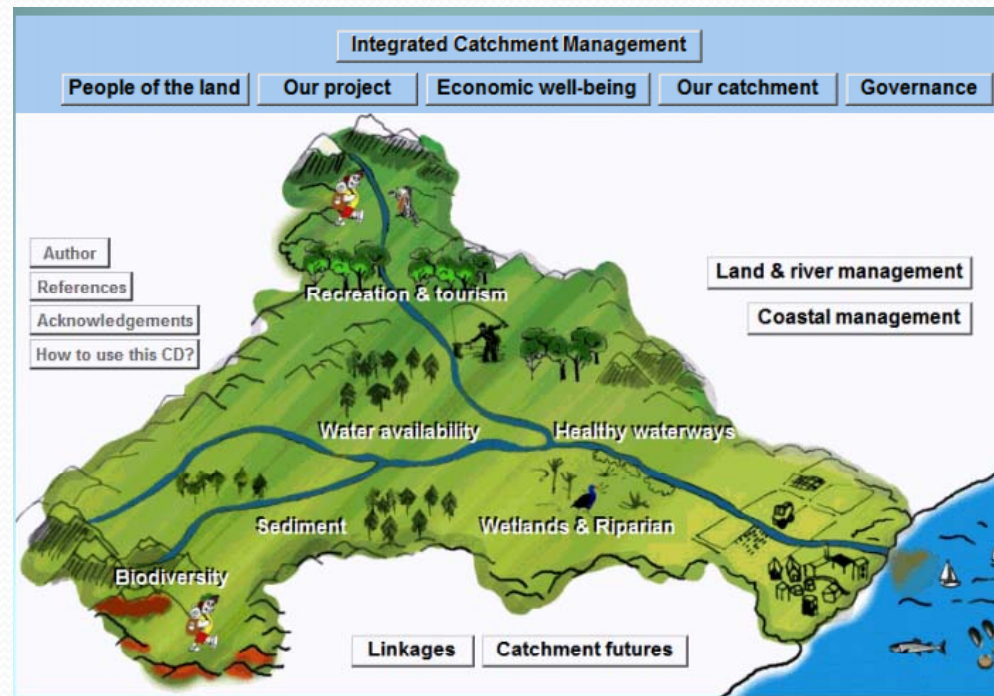 Integrated Catchment Management
People of the land
Our project
Economic well-being
Our catchment
Governance
Author
References
Acknowledgements
How to use this CD?
Land & river management
Coastal management
Recreation & tourism
Water availability
Healthy waterways
Sediment
Wetlands & Riparian
Biodiversity
Linkages
Catchment futures